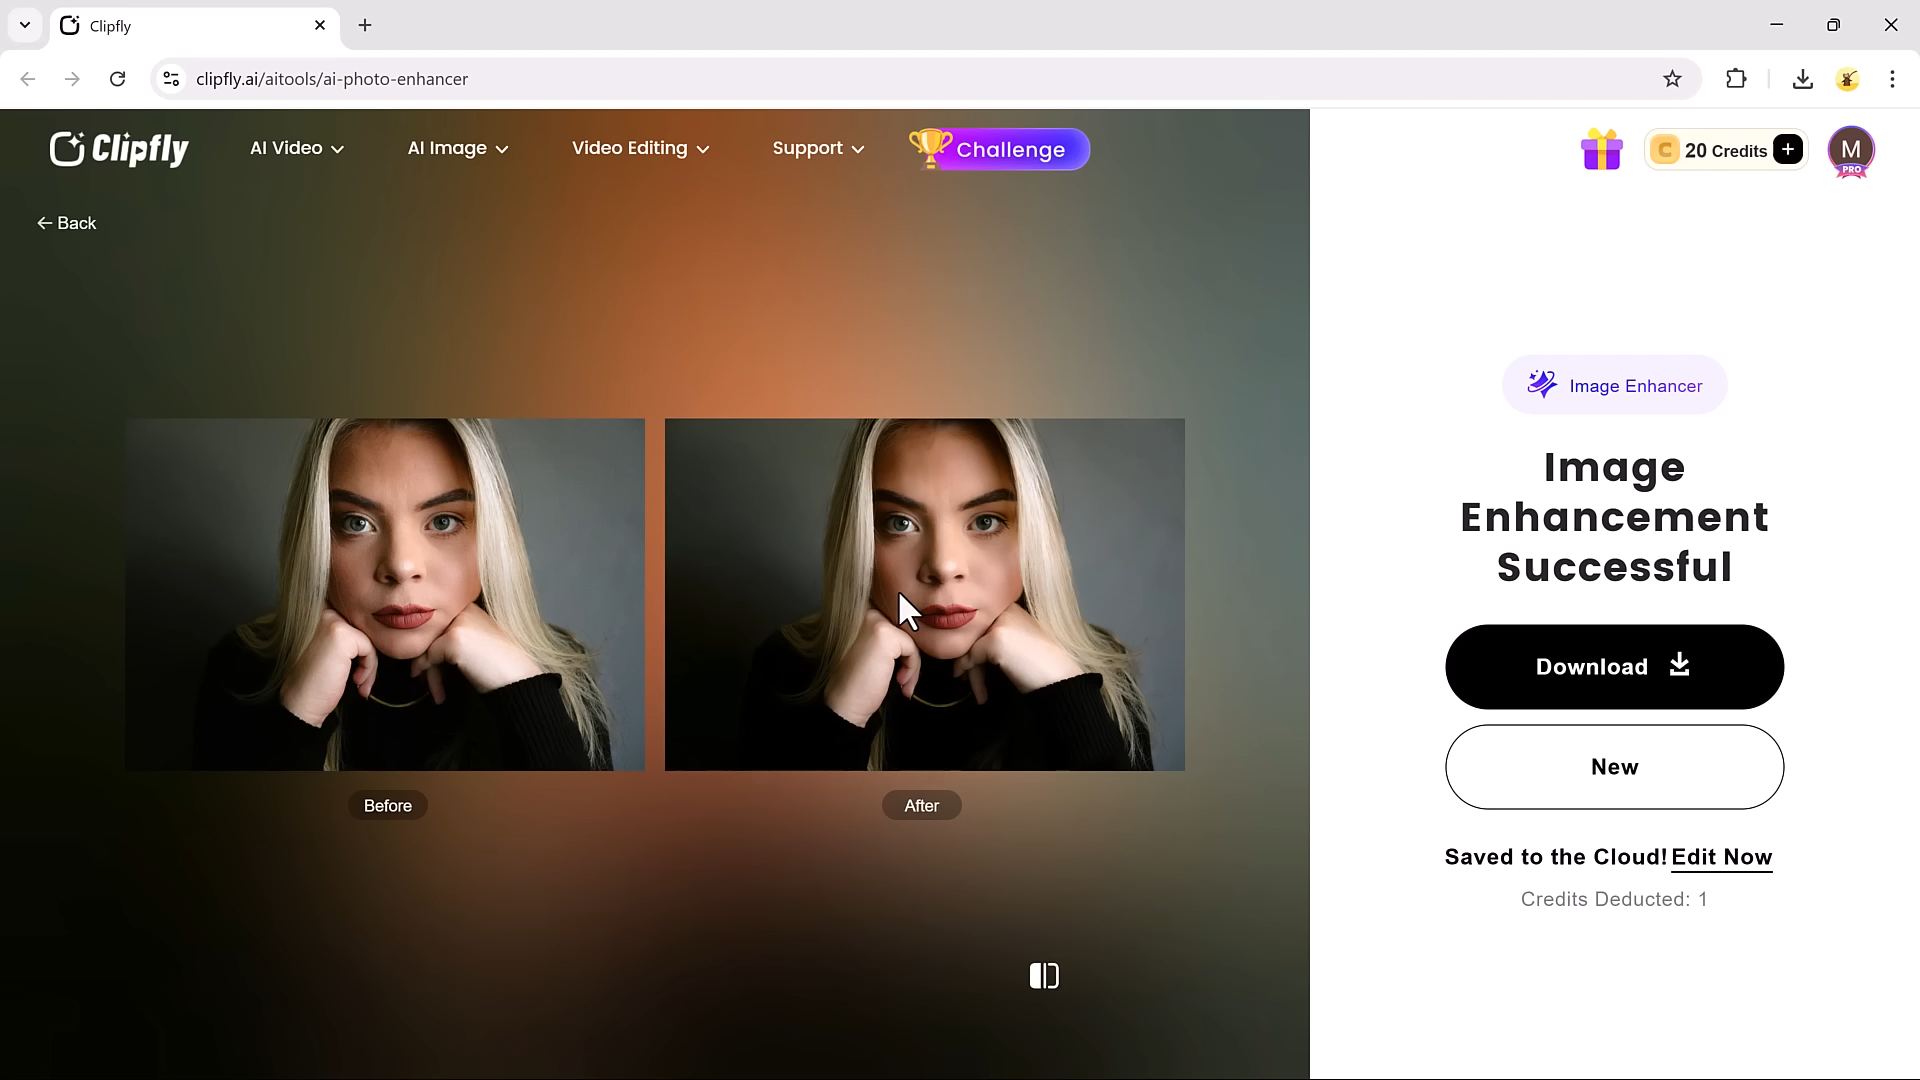 Clipfly
clipfly.ai/aitools/ai-photo-enhancer
Clipfly
AI Video
AI Image
Video Editing
Support
Challenge
C
20 Credits
M
PRO
Back
Image Enhancer
Image
Enhancement
Successful
Download
New
Before
After
Saved to the Cloud! Edit Now
Credits Deducted: 1